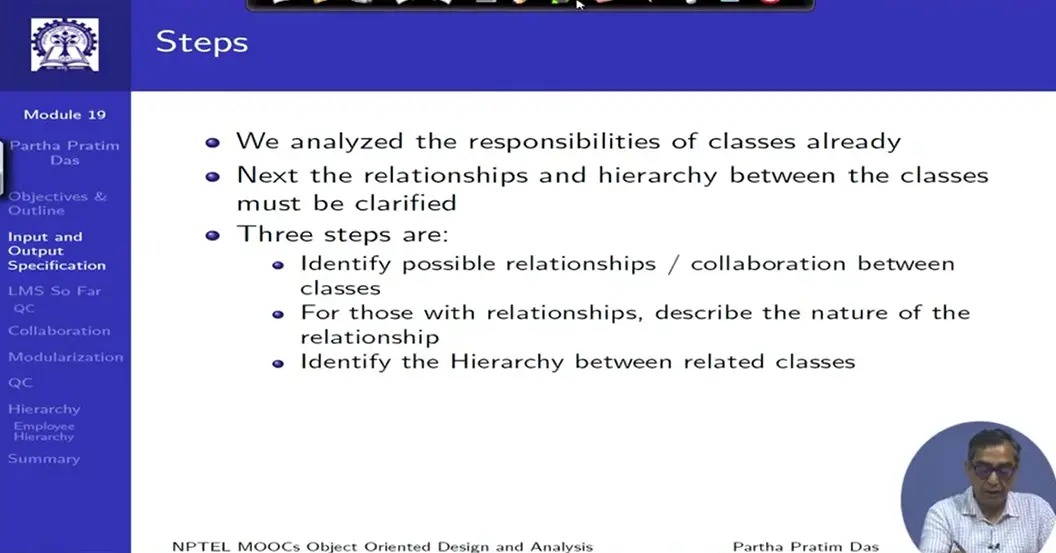 Steps
Module 19
Partha Pratim
Das
Objectives &
Outline
Input and
Output
Specification
LMS So Far
QC
Collaboration
Modularization
QC
Hierarchy
Employee
Hierarchy
Summary
We analyzed the responsibilities of classes already
Next the relationships and hierarchy between the classes
must be clarified
Three steps are:
Identify possible relationships / collaboration between
classes
For those with relationships, describe the nature of the
relationship
Identify the Hierarchy between related classes
NPTEL MOOCs Object Oriented Design and Analysis
Partha Pratim Das